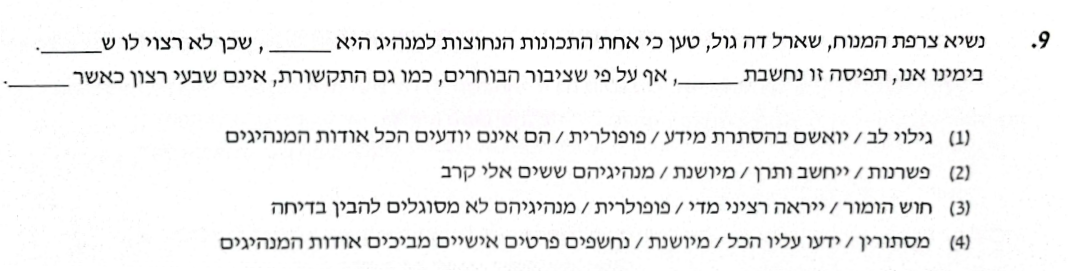 9. נשיא צרפת המנוח, שארל דה גול, טען כי אחת התכונות הנחוצות למנהיג היא _____, שכן לא רצוי לו ש_____.
בימינו אנו, תפיסה זו נחשבת _____, אף על פי שציבור הבוחרים, כמו גם התקשורת, אינם שבעי רצון כאשר _____.
(1) גילוי לב / יואשם בהסתרת מידע / פופולרית / הם אינם יודעים הכל אודות המנהיגים
(2) פשרנות / ייחשב ותרן / מיושנת / מנהיגיהם ששים אלי קרב
(3) חוש הומור / ייראה רציני מדי / פופולרית / מנהיגיהם לא מסוגלים להבין בדיחה
(4) מסתורין / ידעו עליו הכל / מיושנת / נחשפים פרטים אישיים מביכים אודות המנהיגים